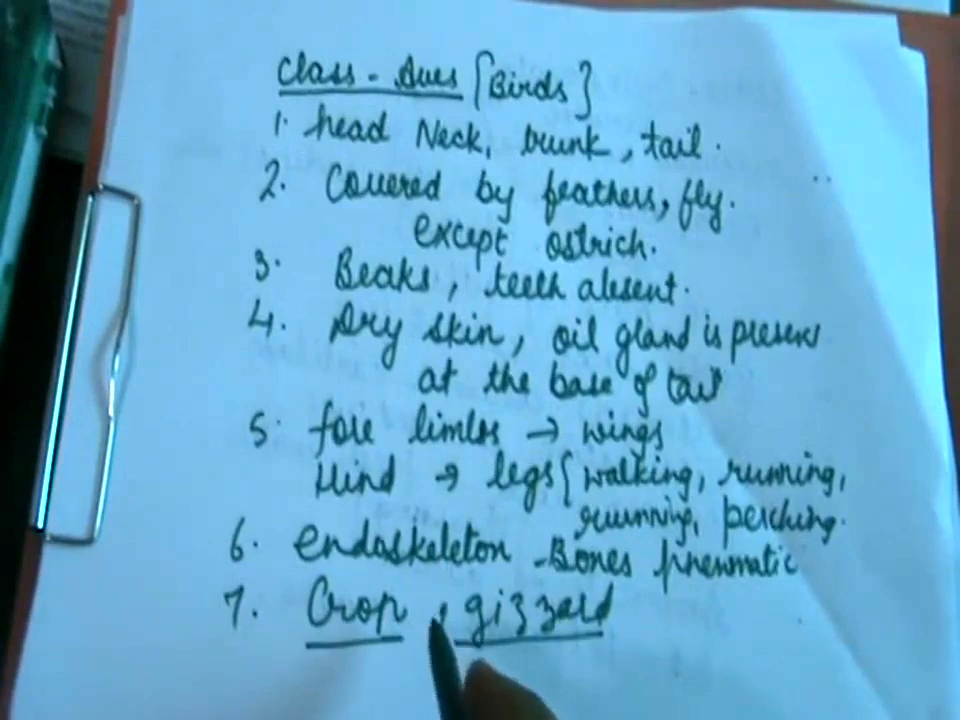 Class - Aves [Birds]
1. head Neck, trunk, tail.
2. Covered by feathers, fly.
except ostrich.
3. Beaks, teeth absent.
4. Dry skin, oil gland is present
at the base of tail
5. fore limbs → wings
Hind → legs { walking, running,
swimming, perching.
6. endoskeleton - Bones pneumatic
7. Crop, gizzard